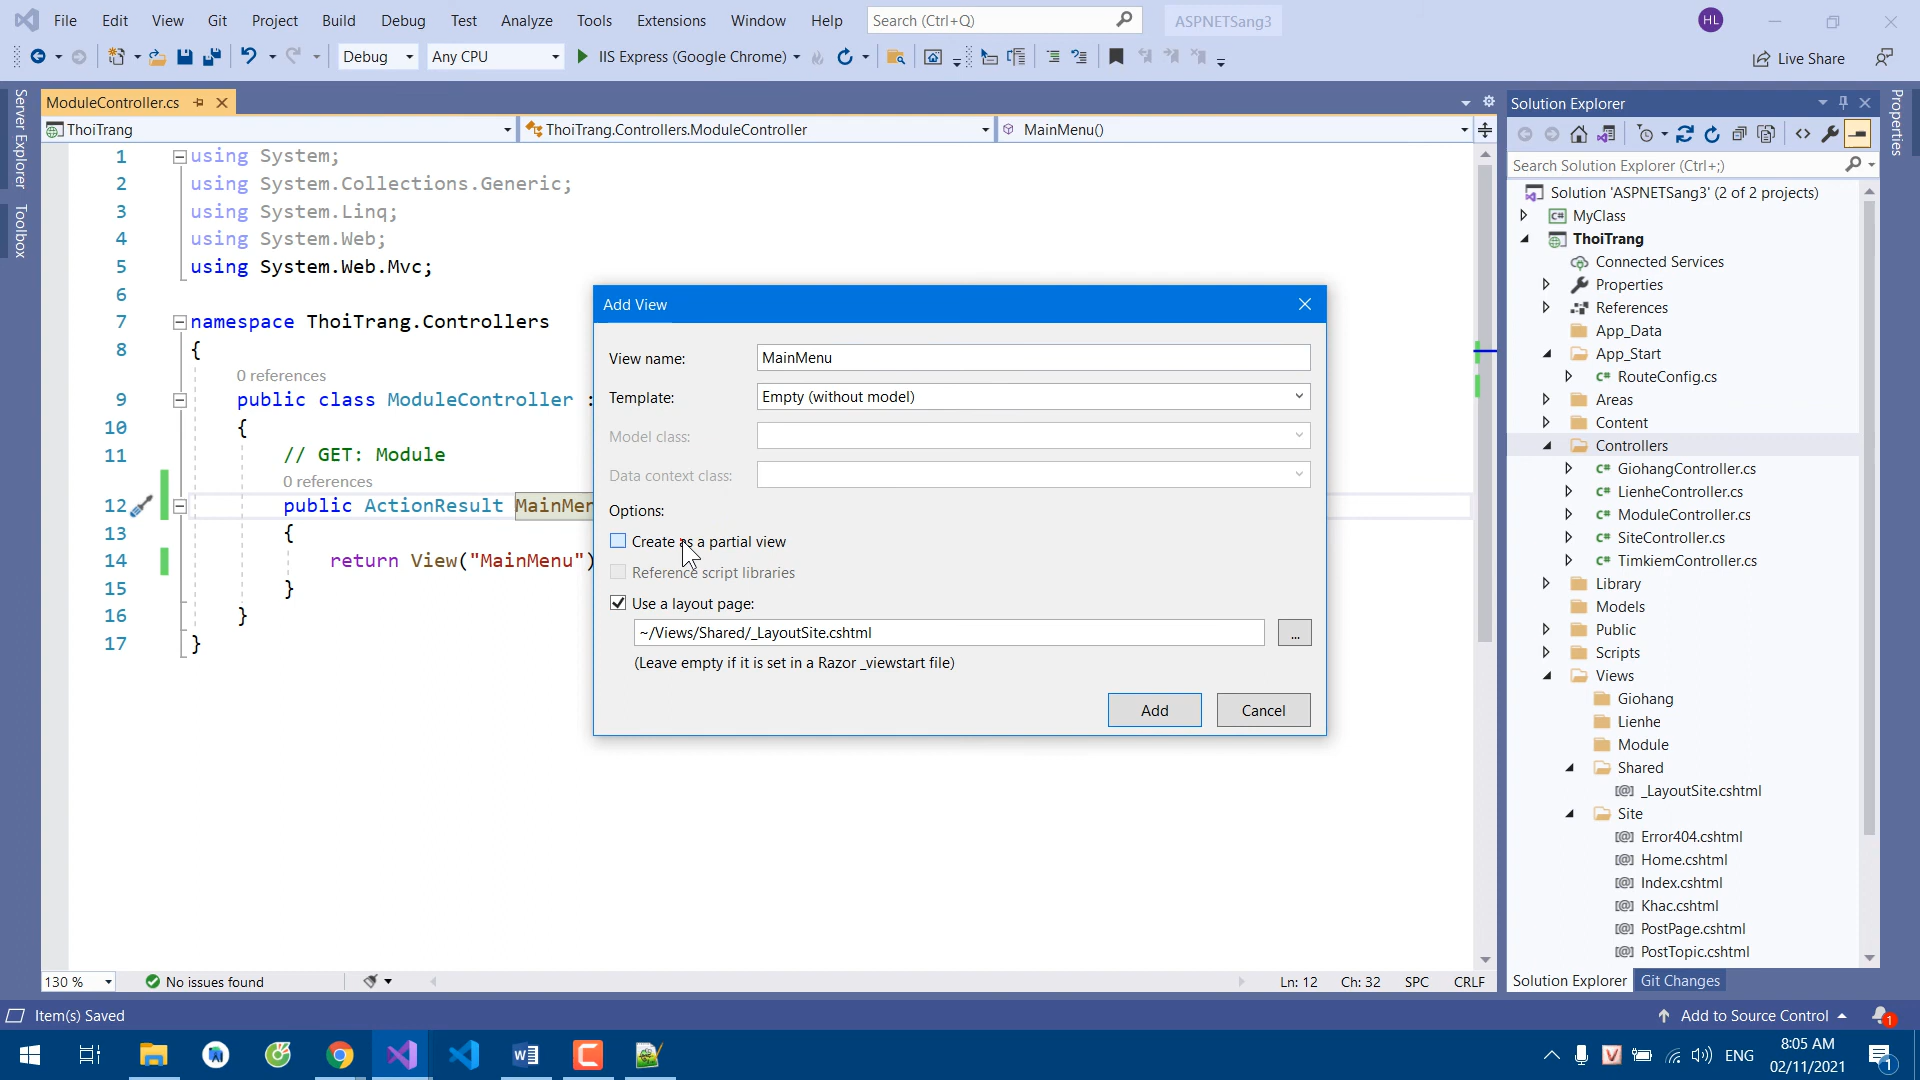 File Edit View Git Project Build Debug Test Analyze Tools Extensions Window Help Search (Ctrl+Q) ASPNETSang3 HL
Debug Any CPU IIS Express (Google Chrome) Live Share
Server Explorer
Toolbox
Properties
ModuleController.cs
ThoiTrang ThoiTrang.Controllers.ModuleController MainMenu()
1 using System;
2 using System.Collections.Generic;
3 using System.Linq;
4 using System.Web;
5 using System.Web.Mvc;
6
7 namespace ThoiTrang.Controllers
8 {
0 references
9 public class ModuleController :
10 {
11 // GET: Module
0 references
12 public ActionResult MainMen
13 {
14 return View("MainMenu")
15 }
16 }
17 }
Add View
View name: MainMenu
Template: Empty (without model)
Model class:
Data context class:
Options:
Create as a partial view
Reference script libraries
Use a layout page:
~/Views/Shared/_LayoutSite.cshtml
...
(Leave empty if it is set in a Razor _viewstart file)
Add Cancel
Solution Explorer
Search Solution Explorer (Ctrl+;)
Solution 'ASPNETSang3' (2 of 2 projects)
C# MyClass
ThoiTrang
Connected Services
Properties
References
App_Data
App_Start
C# RouteConfig.cs
Areas
Content
Controllers
C# GiohangController.cs
C# LienheController.cs
C# ModuleController.cs
C# SiteController.cs
C# TimkiemController.cs
Library
Models
Public
Scripts
Views
Giohang
Lienhe
Module
Shared
[@] _LayoutSite.cshtml
Site
[@] Error404.cshtml
[@] Home.cshtml
[@] Index.cshtml
[@] Khac.cshtml
[@] PostPage.cshtml
[@] PostTopic.cshtml
Solution Explorer Git Changes
130 % No issues found Ln: 12 Ch: 32 SPC CRLF
Item(s) Saved Add to Source Control 1
ENG 8:05 AM
02/11/2021 1